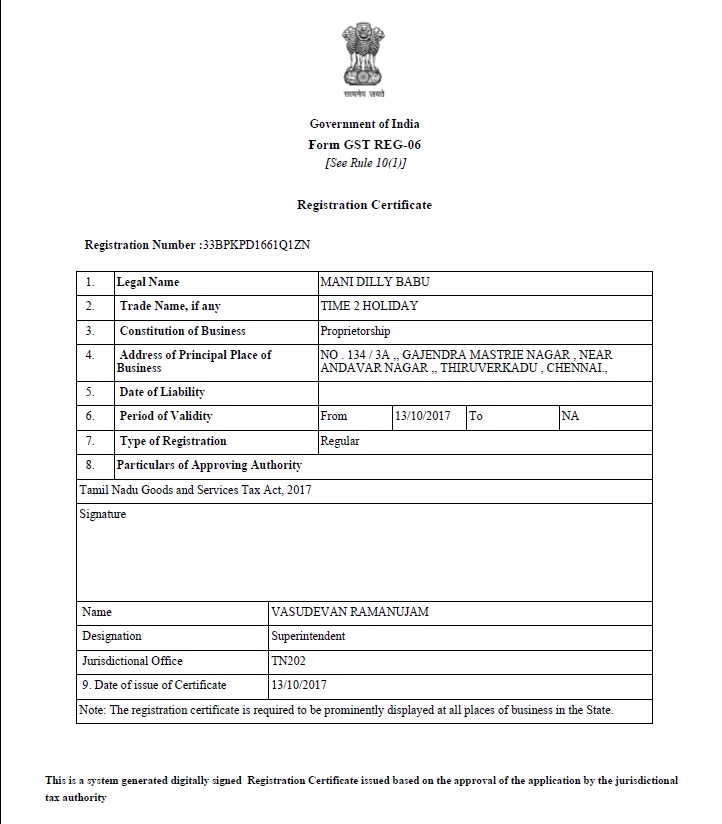 सत्यमेव जयते
Government of India
Form GST REG-06
[See Rule 10(1)]
Registration Certificate
Registration Number :33BPKPD1661Q1ZN
1. Legal Name MANI DILLY BABU
2. Trade Name, if any TIME 2 HOLIDAY
3. Constitution of Business Proprietorship
4. Address of Principal Place of Business NO . 134 / 3A ,, GAJENDRA MASTRIE NAGAR , NEAR ANDAVAR NAGAR ,, THIRUVERKADU , CHENNAI.,
5. Date of Liability
6. Period of Validity From 13/10/2017 To NA
7. Type of Registration Regular
8. Particulars of Approving Authority
Tamil Nadu Goods and Services Tax Act, 2017
Signature
Name VASUDEVAN RAMANUJAM
Designation Superintendent
Jurisdictional Office TN202
9. Date of issue of Certificate 13/10/2017
Note: The registration certificate is required to be prominently displayed at all places of business in the State.
This is a system generated digitally signed Registration Certificate issued based on the approval of the application by the jurisdictional
tax authority